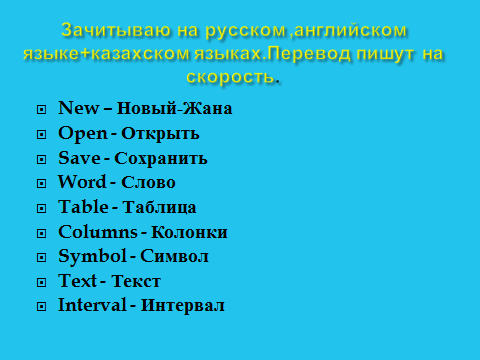 Зачитываю на русском ,английском
языке+казахском языках.Перевод пишут на
скорость.
New – Новый-Жана
Open - Открыть
Save - Сохранить
Word - Слово
Table - Таблица
Columns - Колонки
Symbol - Символ
Text - Текст
Interval - Интервал